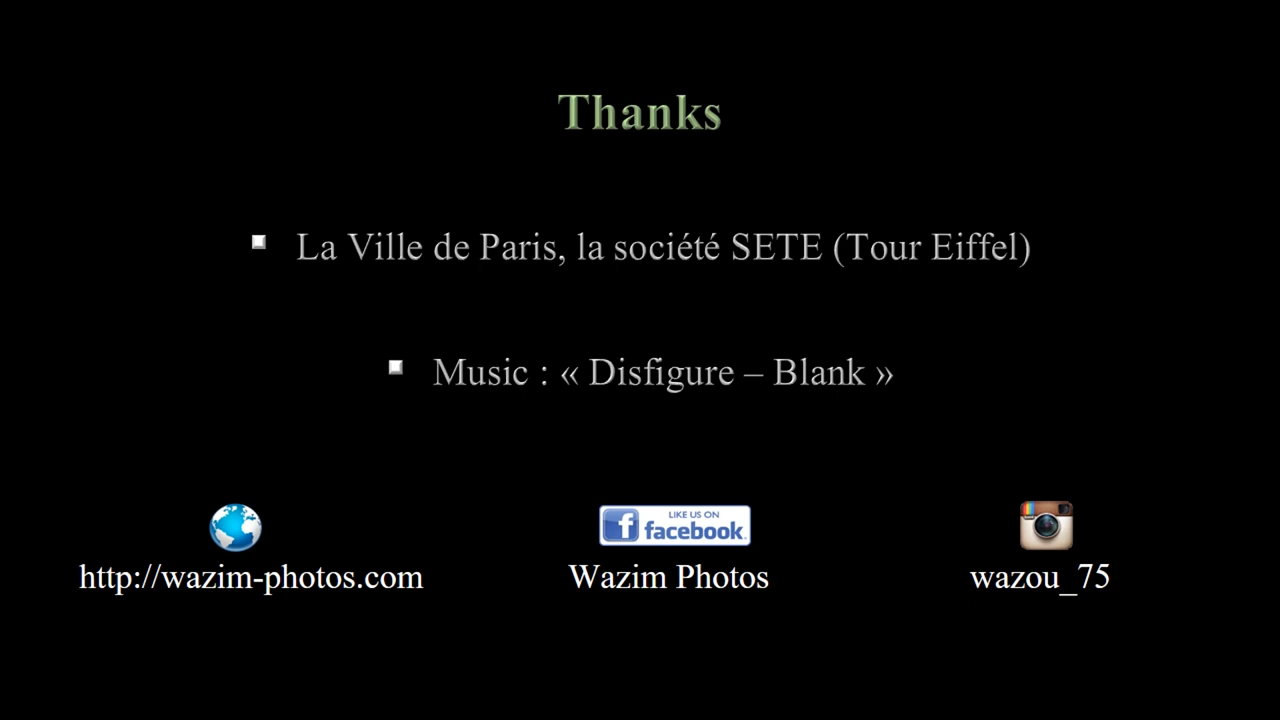 Thanks
La Ville de Paris, la société SETE (Tour Eiffel)
Music : « Disfigure – Blank »
LIKE US ON
facebook
http://wazim-photos.com
Wazim Photos
wazou_75